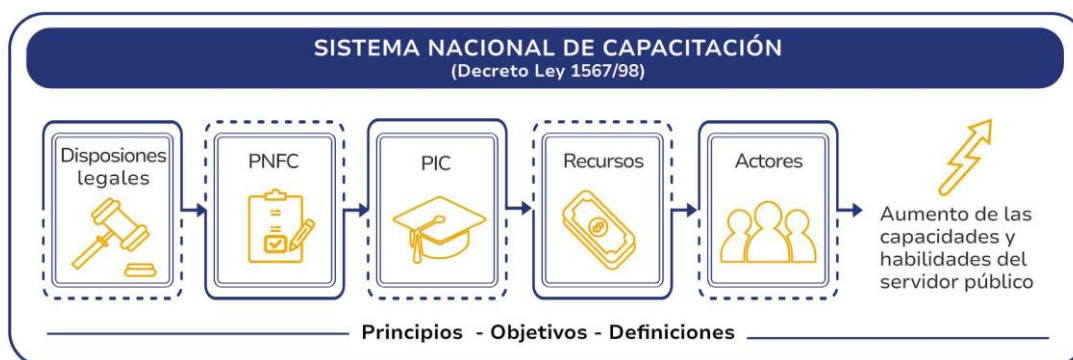 SISTEMA NACIONAL DE CAPACITACIÓN
(Decreto Ley 1567/98)
Disposiones
legales
PNFC
PIC
Recursos
Actores
Aumento de las
capacidades y
habilidades del
servidor público
Principios - Objetivos - Definiciones